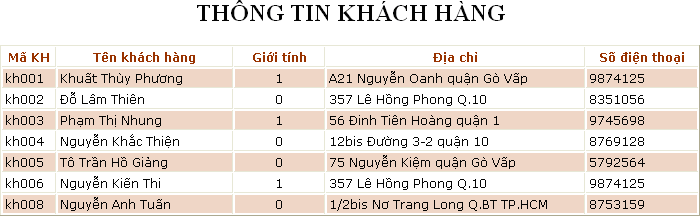 THÔNG TIN KHÁCH HÀNG
Mã KH Tên khách hàng Giới tính Địa chỉ Số điện thoại
kh001 Khuất Thùy Phương 1 A21 Nguyễn Oanh quận Gò Vấp 9874125
kh002 Đỗ Lâm Thiên 0 357 Lê Hồng Phong Q.10 8351056
kh003 Phạm Thị Nhung 1 56 Đinh Tiên Hoàng quận 1 9745698
kh004 Nguyễn Khắc Thiện 0 12bis Đường 3-2 quận 10 8769128
kh005 Tô Trần Hồ Giảng 0 75 Nguyễn Kiệm quận Gò Vấp 5792564
kh006 Nguyễn Kiến Thi 1 357 Lê Hồng Phong Q.10 9874125
kh008 Nguyễn Anh Tuấn 0 1/2bis Nơ Trang Long Q.BT TP.HCM 8753159